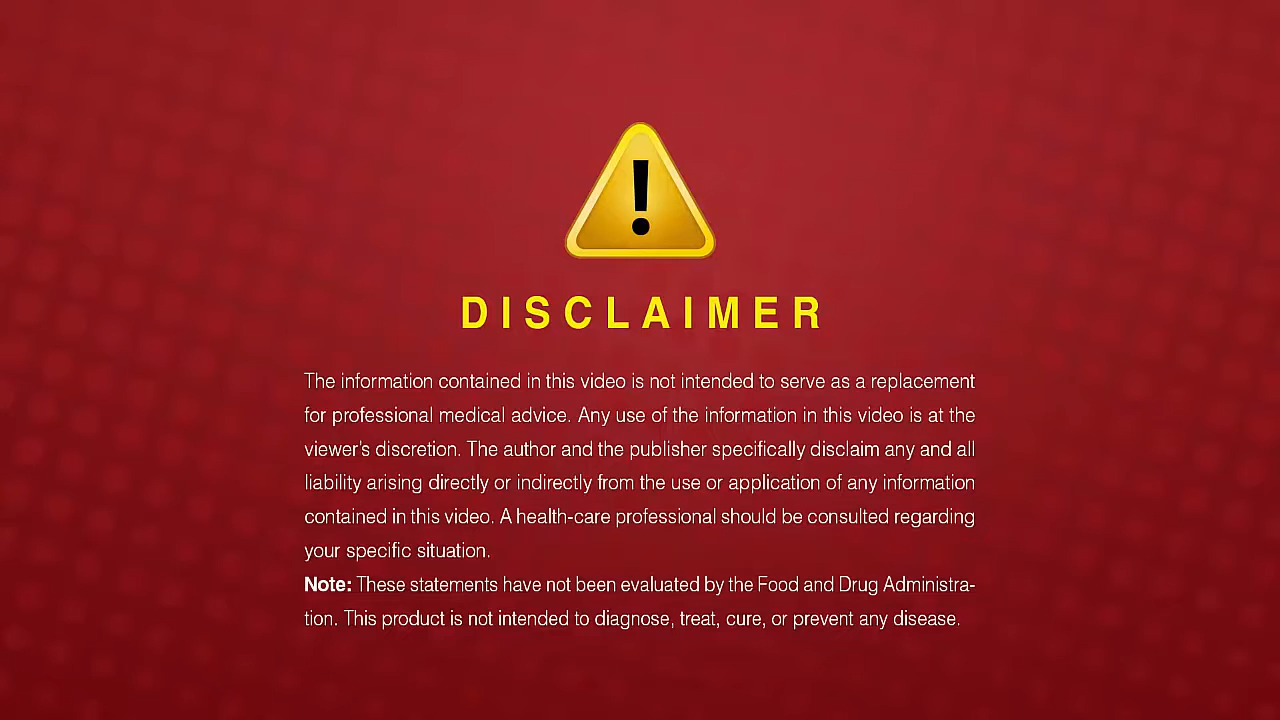 !
DISCLAIMER
The information contained in this video is not intended to serve as a replacement
for professional medical advice. Any use of the information in this video is at the
viewer's discretion. The author and the publisher specifically disclaim any and all
liability arising directly or indirectly from the use or application of any information
contained in this video. A health-care professional should be consulted regarding
your specific situation.
Note: These statements have not been evaluated by the Food and Drug Administra-
tion. This product is not intended to diagnose, treat, cure, or prevent any disease.